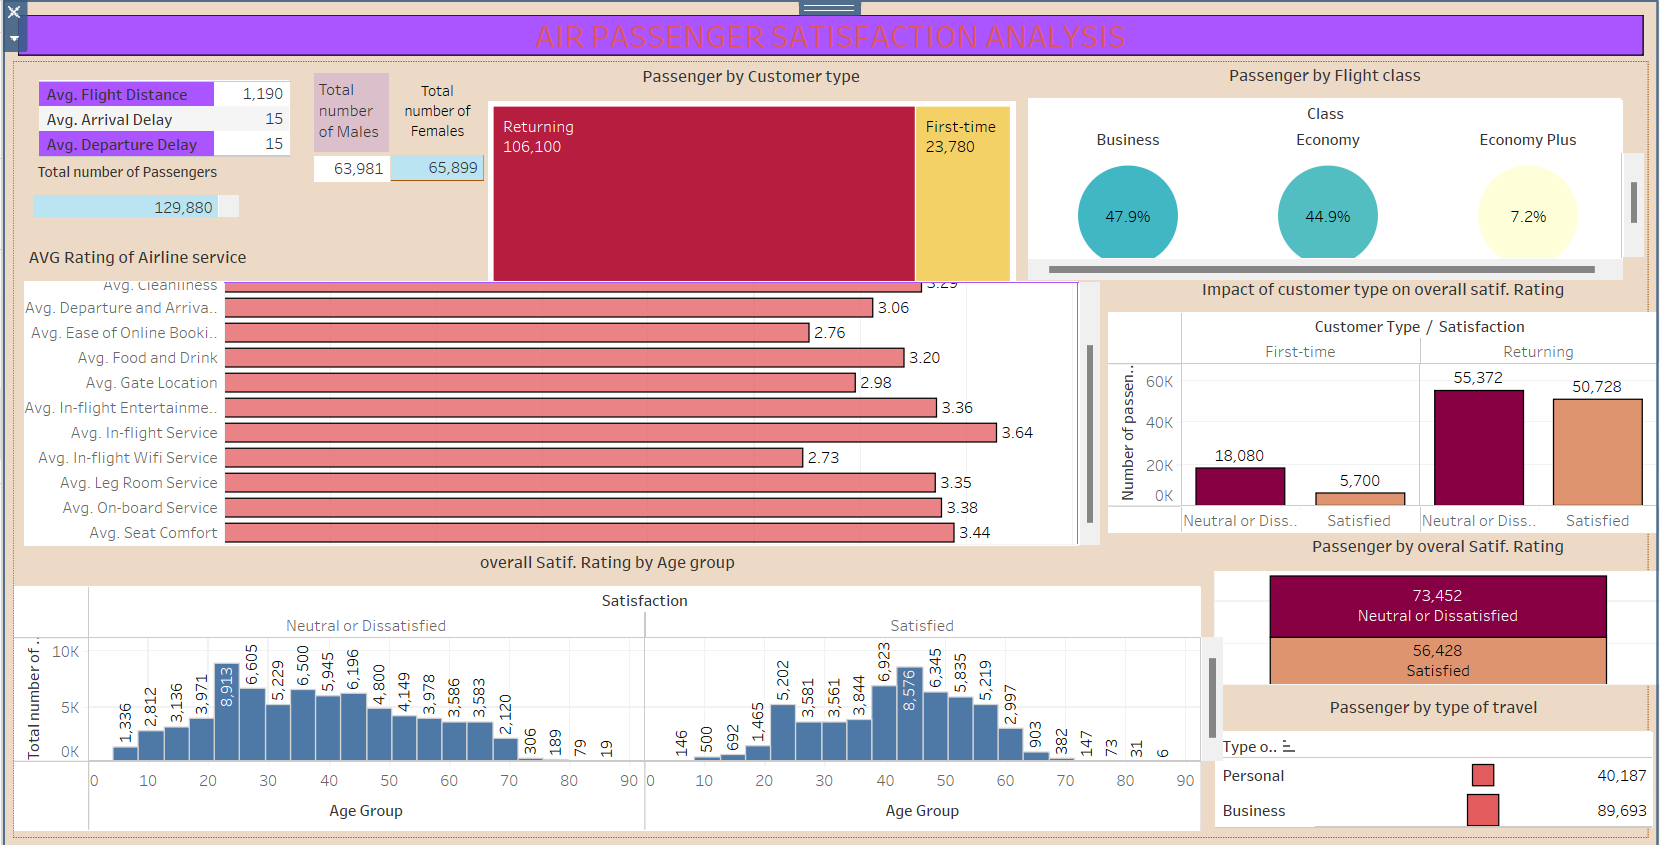 AIR PASSENGER SATISFACTION ANALYSIS
Avg. Flight Distance 1,190
Avg. Arrival Delay 15
Avg. Departure Delay 15
Total number of Passengers
129,880
Total
number
of Males
63,981
Total
number of
Females
65,899
Passenger by Customer type
Returning
106,100
First-time
23,780
Passenger by Flight class
Class
Business Economy Economy Plus
47.9% 44.9% 7.2%
AVG Rating of Airline service
Avg. Cleanliness 3.29
Avg. Departure and Arriva.. 3.06
Avg. Ease of Online Booki.. 2.76
Avg. Food and Drink 3.20
Avg. Gate Location 2.98
Avg. In-flight Entertainme.. 3.36
Avg. In-flight Service 3.64
Avg. In-flight Wifi Service 2.73
Avg. Leg Room Service 3.35
Avg. On-board Service 3.38
Avg. Seat Comfort 3.44
Impact of customer type on overall satif. Rating
Customer Type / Satisfaction
First-time Returning
Number of passen..
60K
40K
20K
0K
18,080 5,700 55,372 50,728
Neutral or Diss.. Satisfied Neutral or Diss.. Satisfied
overall Satif. Rating by Age group
Satisfaction
Neutral or Dissatisfied Satisfied
Total number of ..
10K
5K
0K
1,336 2,812 3,136 3,971 8,913 6,605 5,229 6,500 5,945 6,196 4,800 4,149 3,978 3,586 3,583 2,120 306 189 79 19
146 500 692 1,465 5,202 3,581 3,561 3,844 6,923 8,576 6,345 5,835 5,219 2,997 903 382 147 73 31 6
0 10 20 30 40 50 60 70 80 90 0 10 20 30 40 50 60 70 80 90
Age Group Age Group
Passenger by overal Satif. Rating
73,452
Neutral or Dissatisfied
56,428
Satisfied
Passenger by type of travel
Type o..
Personal 40,187
Business 89,693